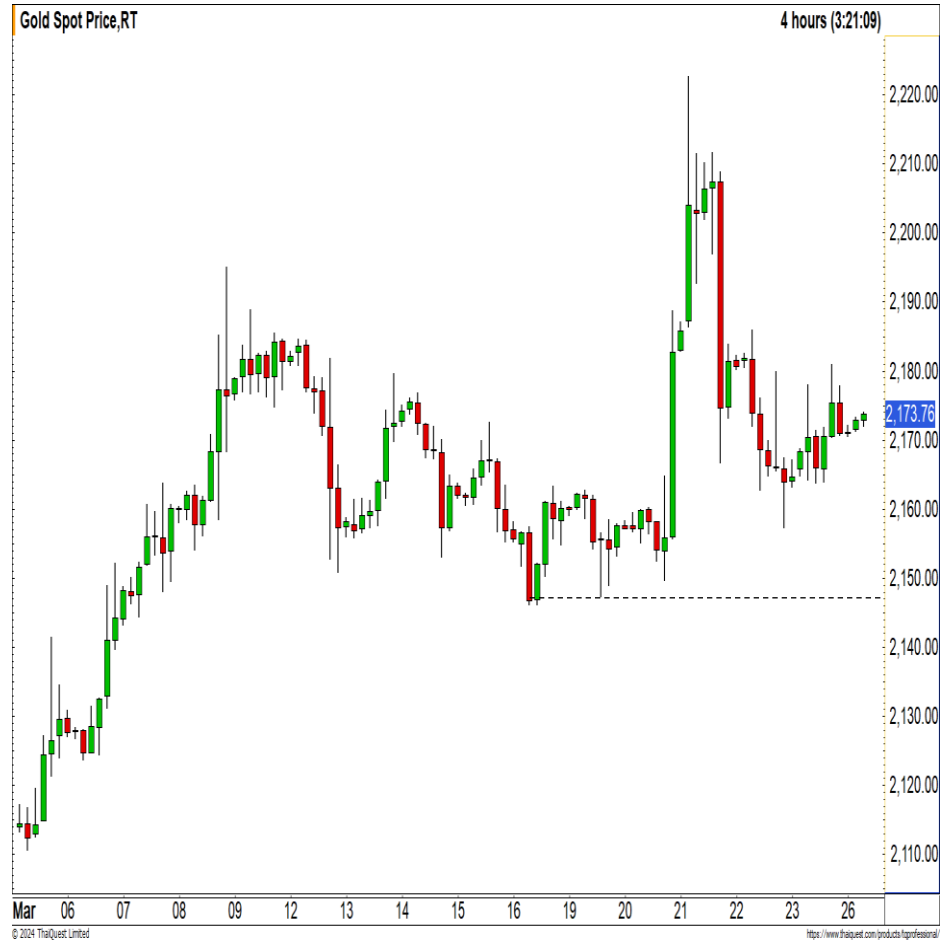 Gold Spot Price,RT
4 hours (3:21:09)
2,220.00
2,210.00
2,200.00
2,190.00
2,180.00
2,173.76
2,170.00
2,160.00
2,150.00
2,140.00
2,130.00
2,120.00
2,110.00
Mar 06 07 08 09 12 13 14 15 16 19 20 21 22 23 26
© 2024 ThaiQuest Limited
https://www.thaiquest.com/products/tqprofessional/